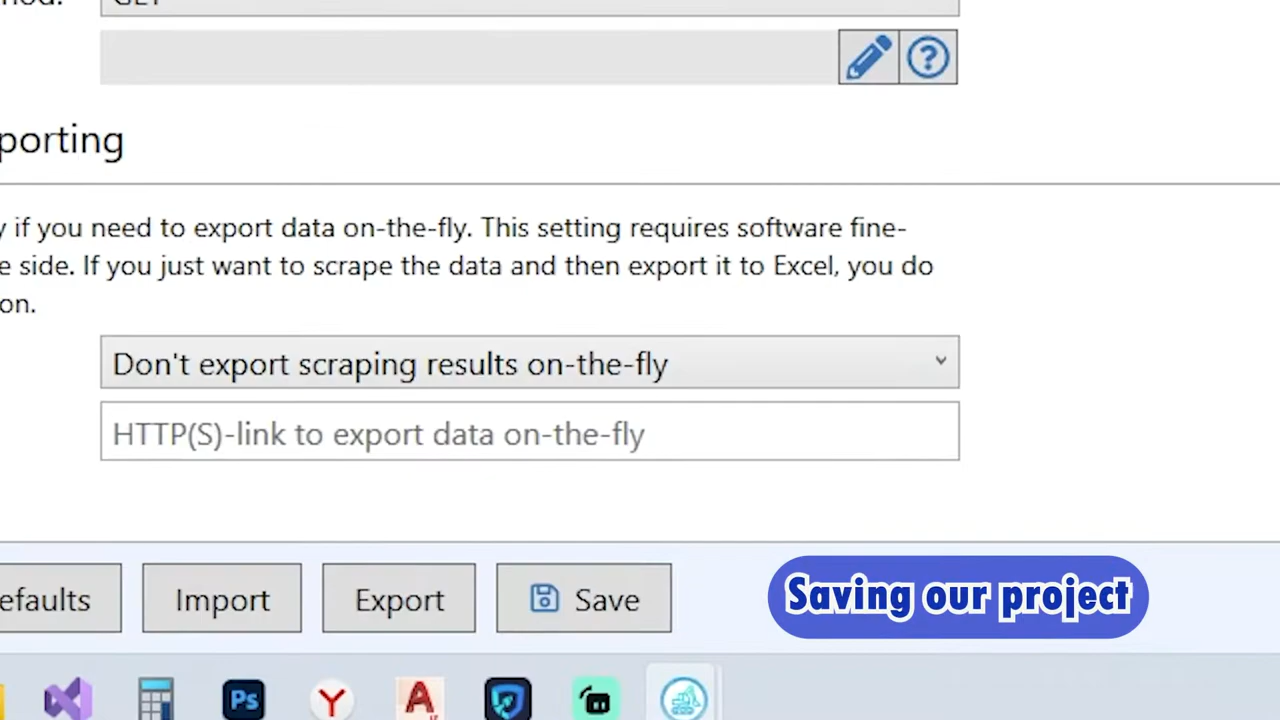 porting
if you need to export data on-the-fly. This setting requires software fine-
e side. If you just want to scrape the data and then export it to Excel, you do
on.
Don't export scraping results on-the-fly
HTTP(S)-link to export data on-the-fly
efaults
Import
Export
Save
Saving our project
Ps